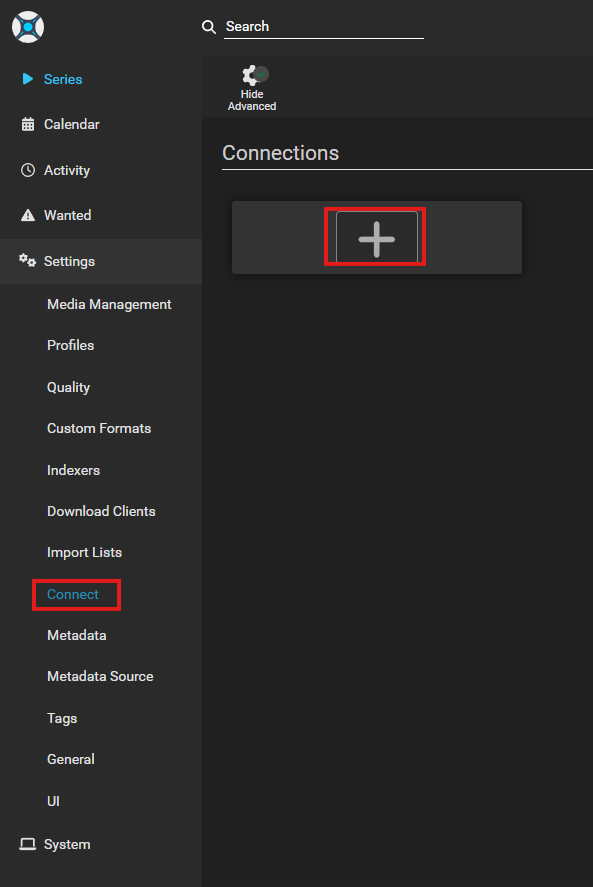 Search
Series
Calendar
Activity
Wanted
Settings
Media Management
Profiles
Quality
Custom Formats
Indexers
Download Clients
Import Lists
Connect
Metadata
Metadata Source
Tags
General
UI
System
Hide
Advanced
Connections